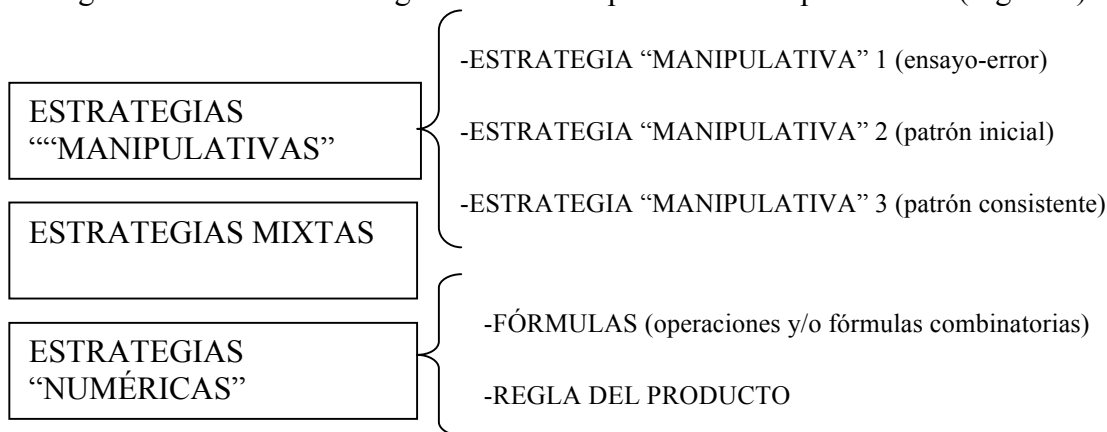 -ESTRATEGIA “MANIPULATIVA” 1 (ensayo-error)
ESTRATEGIAS
““MANIPULATIVAS”
-ESTRATEGIA “MANIPULATIVA” 2 (patrón inicial)
-ESTRATEGIA “MANIPULATIVA” 3 (patrón consistente)
ESTRATEGIAS MIXTAS
-FÓRMULAS (operaciones y/o fórmulas combinatorias)
ESTRATEGIAS
“NUMÉRICAS”
-REGLA DEL PRODUCTO